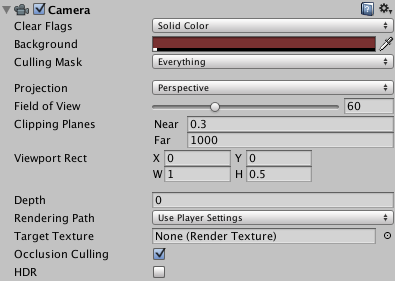 Camera
Clear Flags Solid Color
Background
Culling Mask Everything
Projection Perspective
Field of View 60
Clipping Planes Near 0.3
Far 1000
Viewport Rect X 0 Y 0
W 1 H 0.5
Depth 0
Rendering Path Use Player Settings
Target Texture None (Render Texture)
Occlusion Culling
HDR